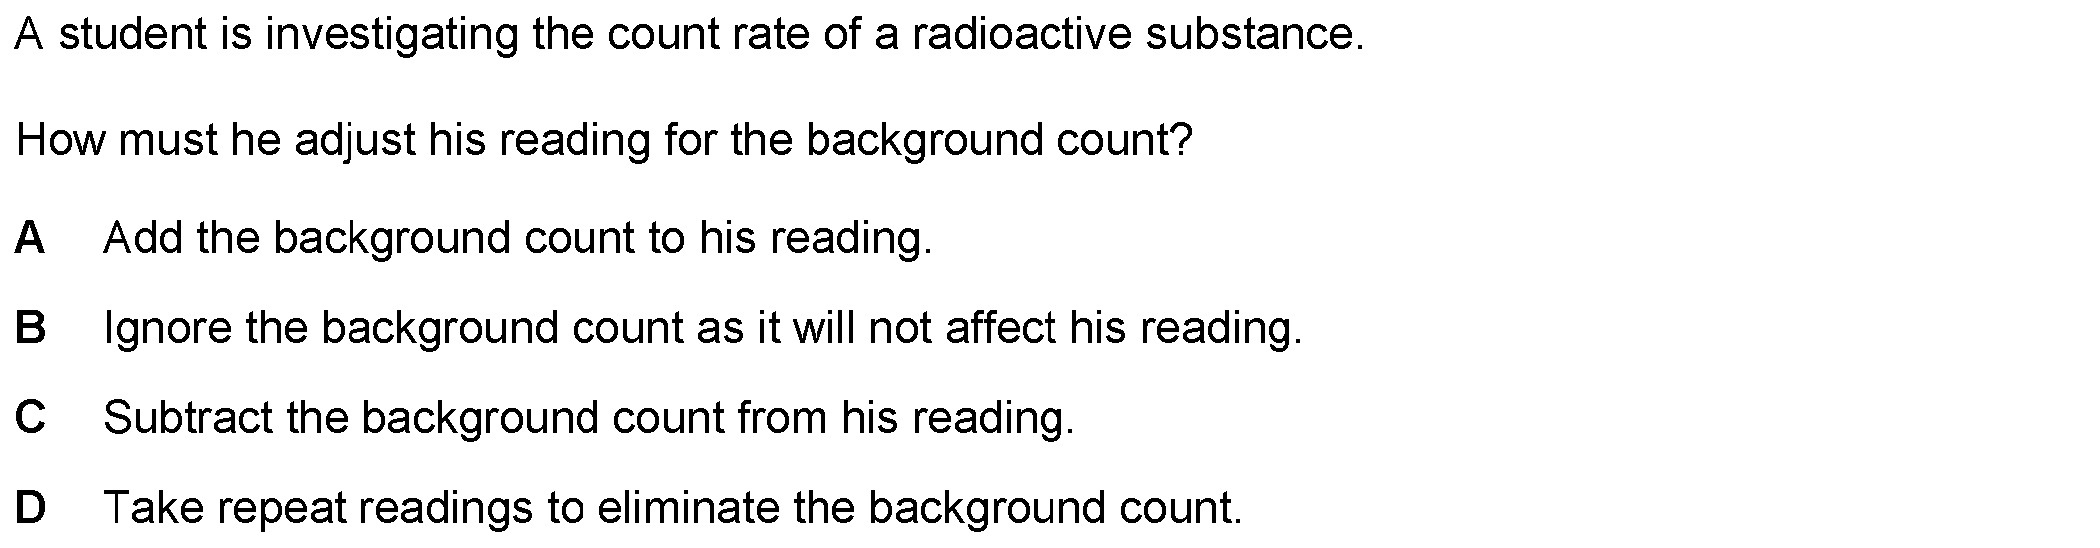 A student is investigating the count rate of a radioactive substance.
How must he adjust his reading for the background count?
A Add the background count to his reading.
B Ignore the background count as it will not affect his reading.
C Subtract the background count from his reading.
D Take repeat readings to eliminate the background count.